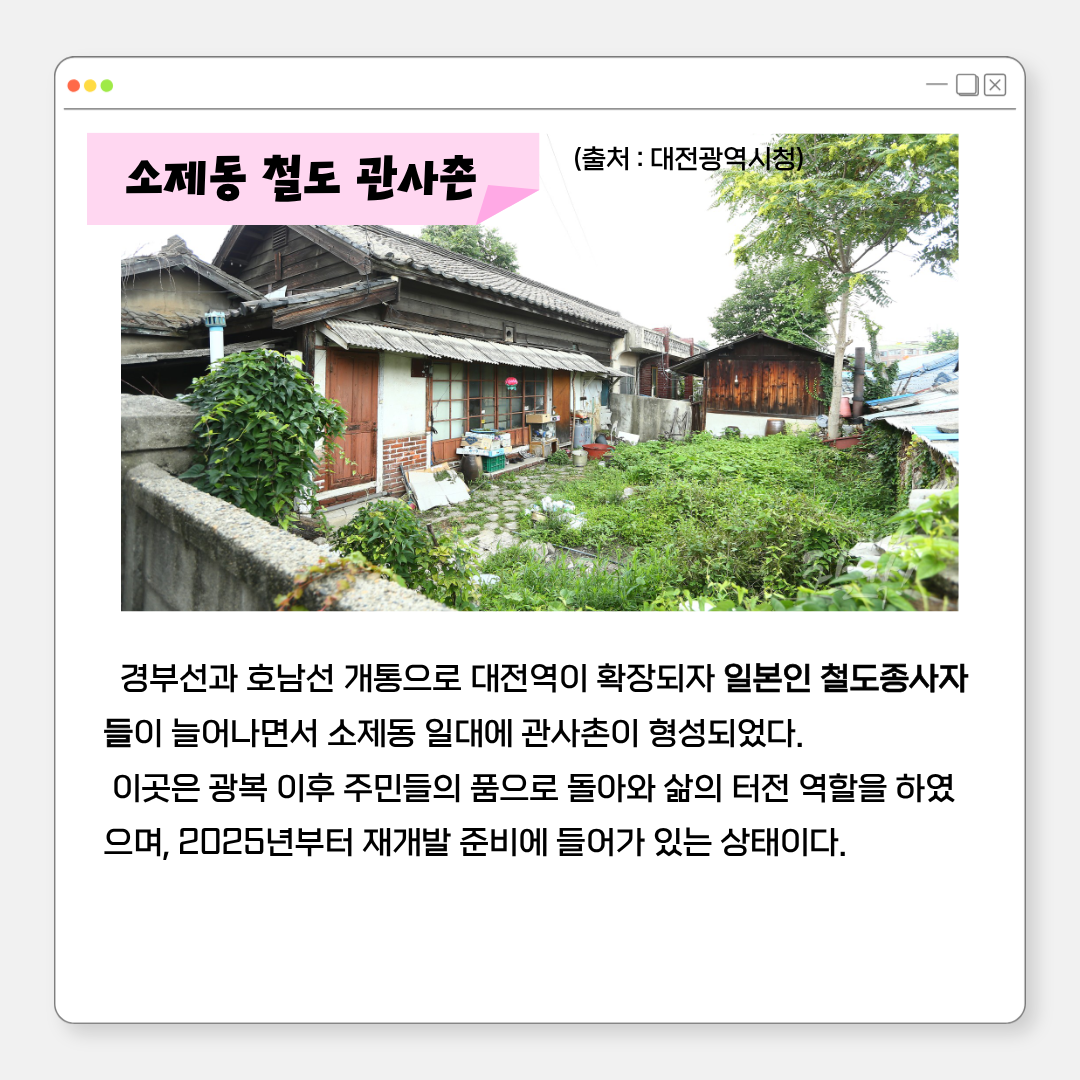 소제동 철도 관사촌
(출처 : 대전광역시청)
경부선과 호남선 개통으로 대전역이 확장되자 일본인 철도종사자
들이 늘어나면서 소제동 일대에 관사촌이 형성되었다.
이곳은 광복 이후 주민들의 품으로 돌아와 삶의 터전 역할을 하였
으며, 2025년부터 재개발 준비에 들어가 있는 상태이다.